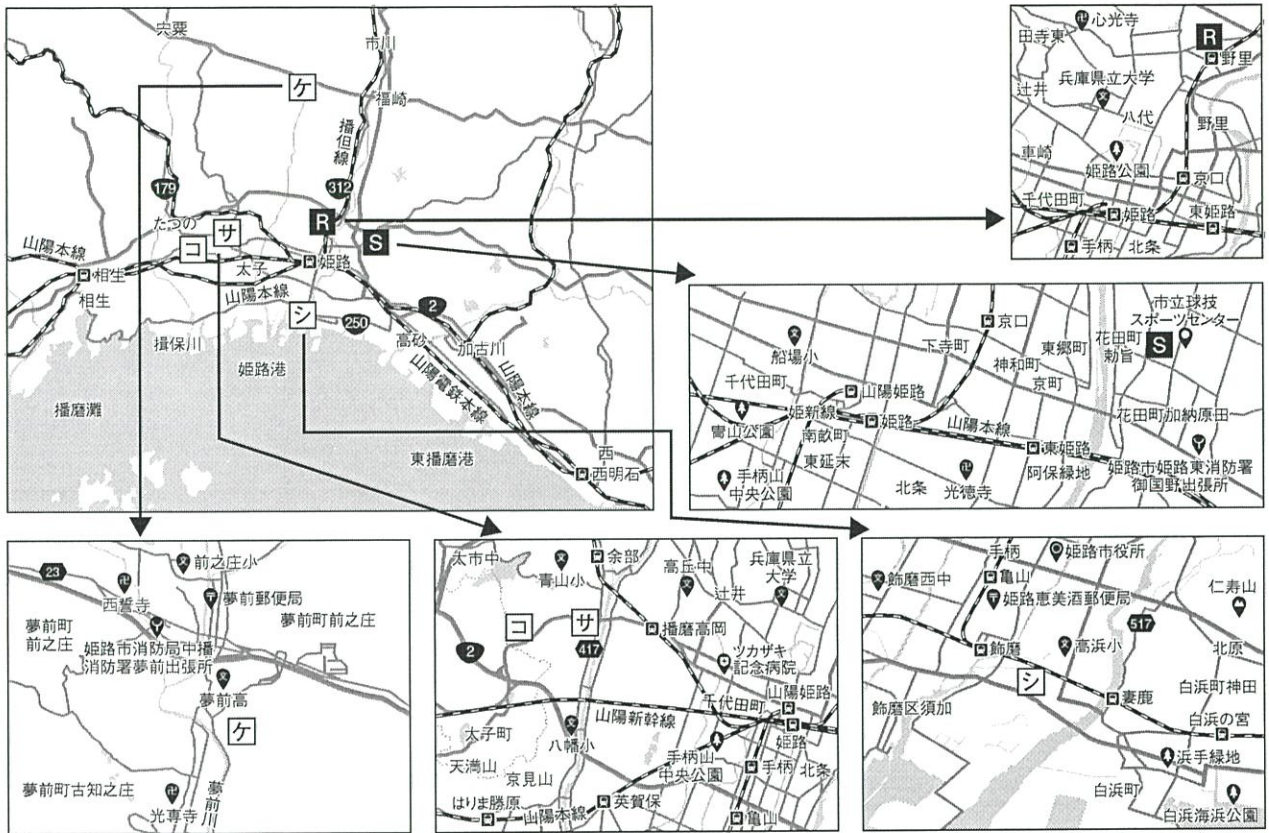 宍粟
市川
ケ
福崎
播但線
179
312
たつの
サ
R
コ
S
山陽本線
太子
姫路
相生
相生
山陽本線
シ
250
2
高砂
加古川
揖保川
姫路港
山陽電鉄本線
山陽本線
播磨灘
東播磨港
西
西明石
心光寺
田寺東
R
野里
兵庫県立大学
辻井
八代
野里
車崎
姫路公園
京口
千代田町
姫路
東姫路
手柄
北条
市立球技
スポーツセンター
京口
船場小
下寺町
東郷町
花田町
勅旨
S
神和町
千代田町
山陽姫路
京町
姫新線
花田町加納原田
姫路
山陽本線
南畝町
東姫路
東延末
手柄山
中央公園
北条
光徳寺
阿保緑地
姫路市姫路東消防署
御国野出張所
23
前之庄小
西誓寺
夢前郵便局
夢前町
前之庄
夢前町前之庄
姫路市消防局中播
消防署夢前出張所
夢前高
ケ
夢前町古知之庄
光専寺
夢前川
太市中
青山小
余部
高丘中
兵庫県立
大学
辻井
コ
サ
播磨高岡
2
417
ツカザキ
記念病院
山陽姫路
千代田町
山陽新幹線
姫路
太子町
八幡小
手柄山
中央公園
天満山
京見山
手柄
北条
はりま勝原
山陽本線
英賀保
亀山
手柄
姫路市役所
飾磨西中
亀山
仁寿山
姫路恵美酒郵便局
517
飾磨
高浜小
北原
シ
白浜町神田
妻鹿
飾磨区須加
白浜の宮
浜手緑地
白浜町
白浜海浜公園